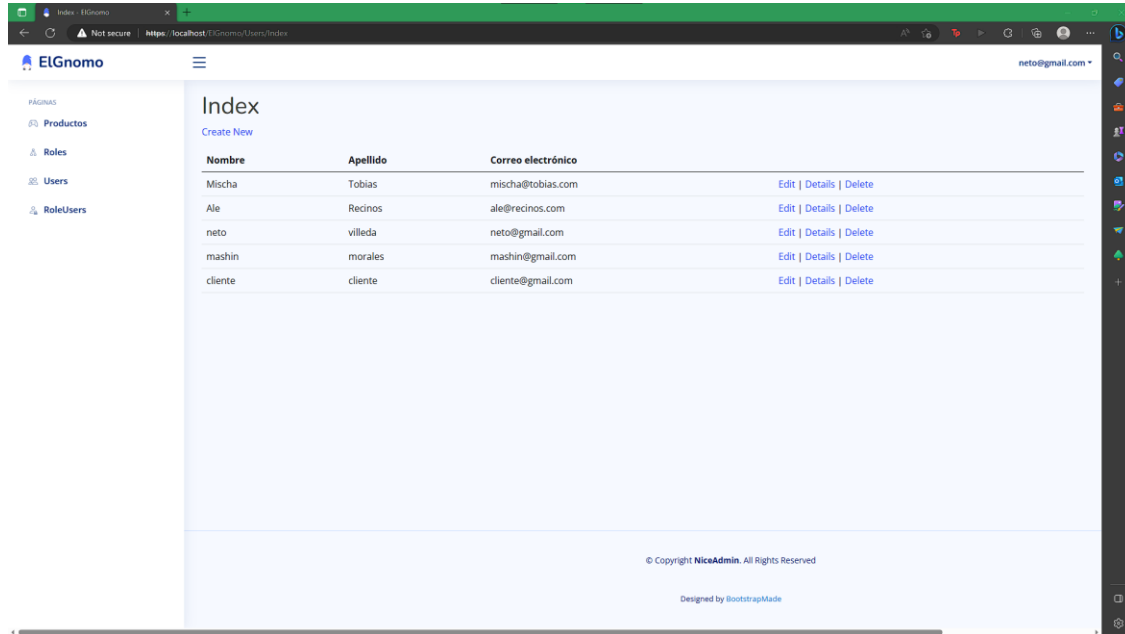 Index - ElGnomo
Not secure | https://localhost/ElGnomo/Users/Index
ElGnomo
neto@gmail.com
PÁGINAS
Productos
Roles
Users
RoleUsers
Index
Create New
Nombre Apellido Correo electrónico
Mischa Tobias mischa@tobias.com Edit | Details | Delete
Ale Recinos ale@recinos.com Edit | Details | Delete
neto villeda neto@gmail.com Edit | Details | Delete
mashin morales mashin@gmail.com Edit | Details | Delete
cliente cliente cliente@gmail.com Edit | Details | Delete
© Copyright NiceAdmin. All Rights Reserved
Designed by BootstrapMade